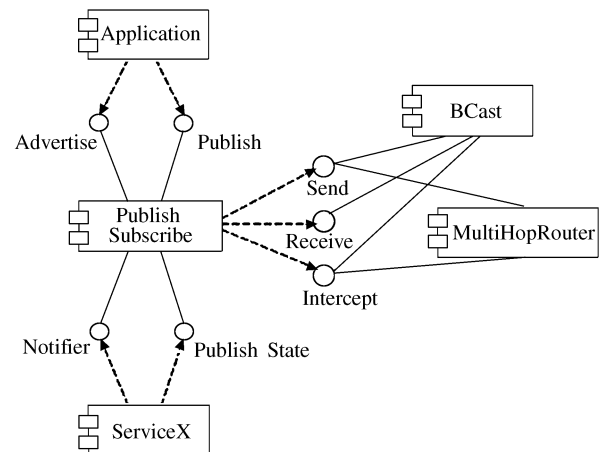 Application
BCast
Advertise
Publish
Send
Publish
Subscribe
Receive
MultiHopRouter
Intercept
Notifier
Publish State
ServiceX